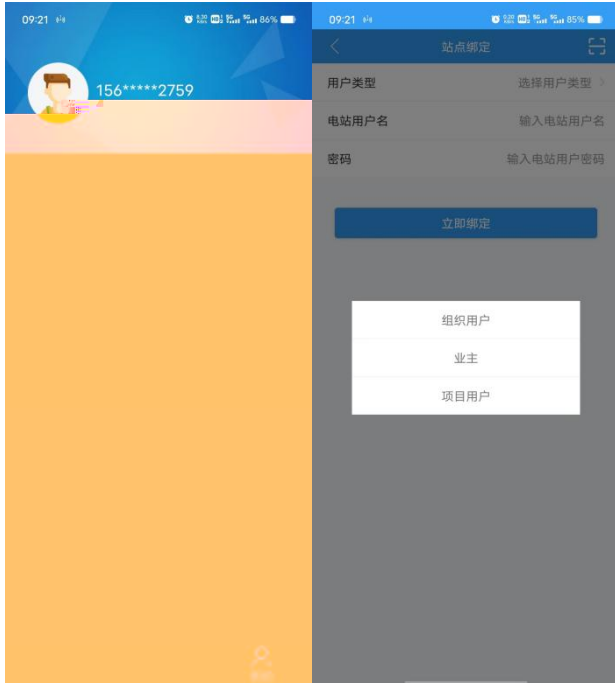 09:21
86%
156*****2759
09:21
85%
站点绑定
用户类型 选择用户类型
电站用户名 输入电站用户名
密码 输入电站用户密码
立即绑定
组织用户
业主
项目用户